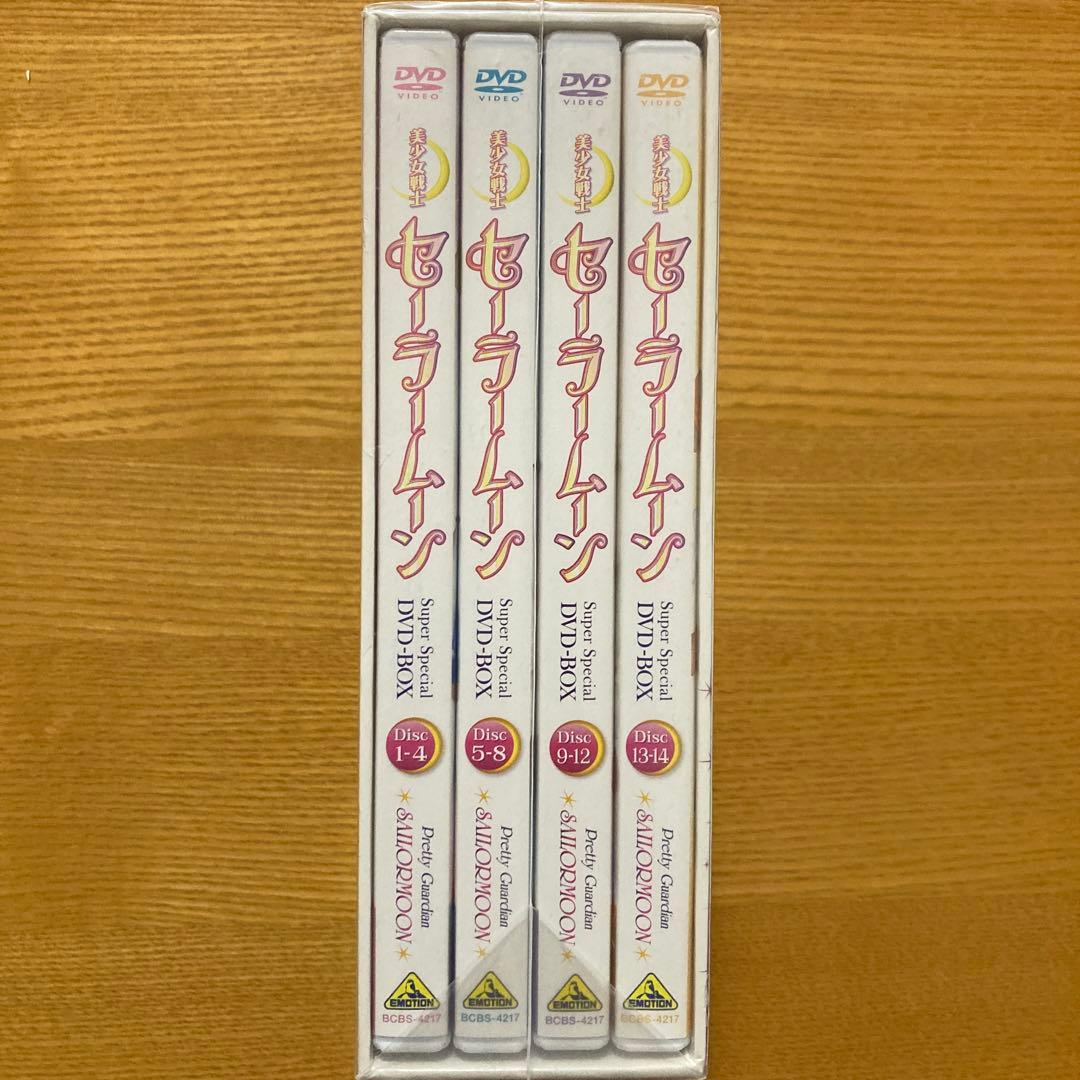 DVD
VIDEO
美少女戦士
セーラームーン
Super Special
DVD-BOX
Disc
1-4
Pretty Guardian
SAILORMOON
EMOTION
BCBS-4217
DVD
VIDEO
美少女戦士
セーラームーン
Super Special
DVD-BOX
Disc
5-8
Pretty Guardian
SAILORMOON
EMOTION
BCBS-4217
DVD
VIDEO
美少女戦士
セーラームーン
Super Special
DVD-BOX
Disc
9-12
Pretty Guardian
SAILORMOON
EMOTION
BCBS-4217
DVD
VIDEO
美少女戦士
セーラームーン
Super Special
DVD-BOX
Disc
13-14
Pretty Guardian
SAILORMOON
EMOTION
BCBS-4217